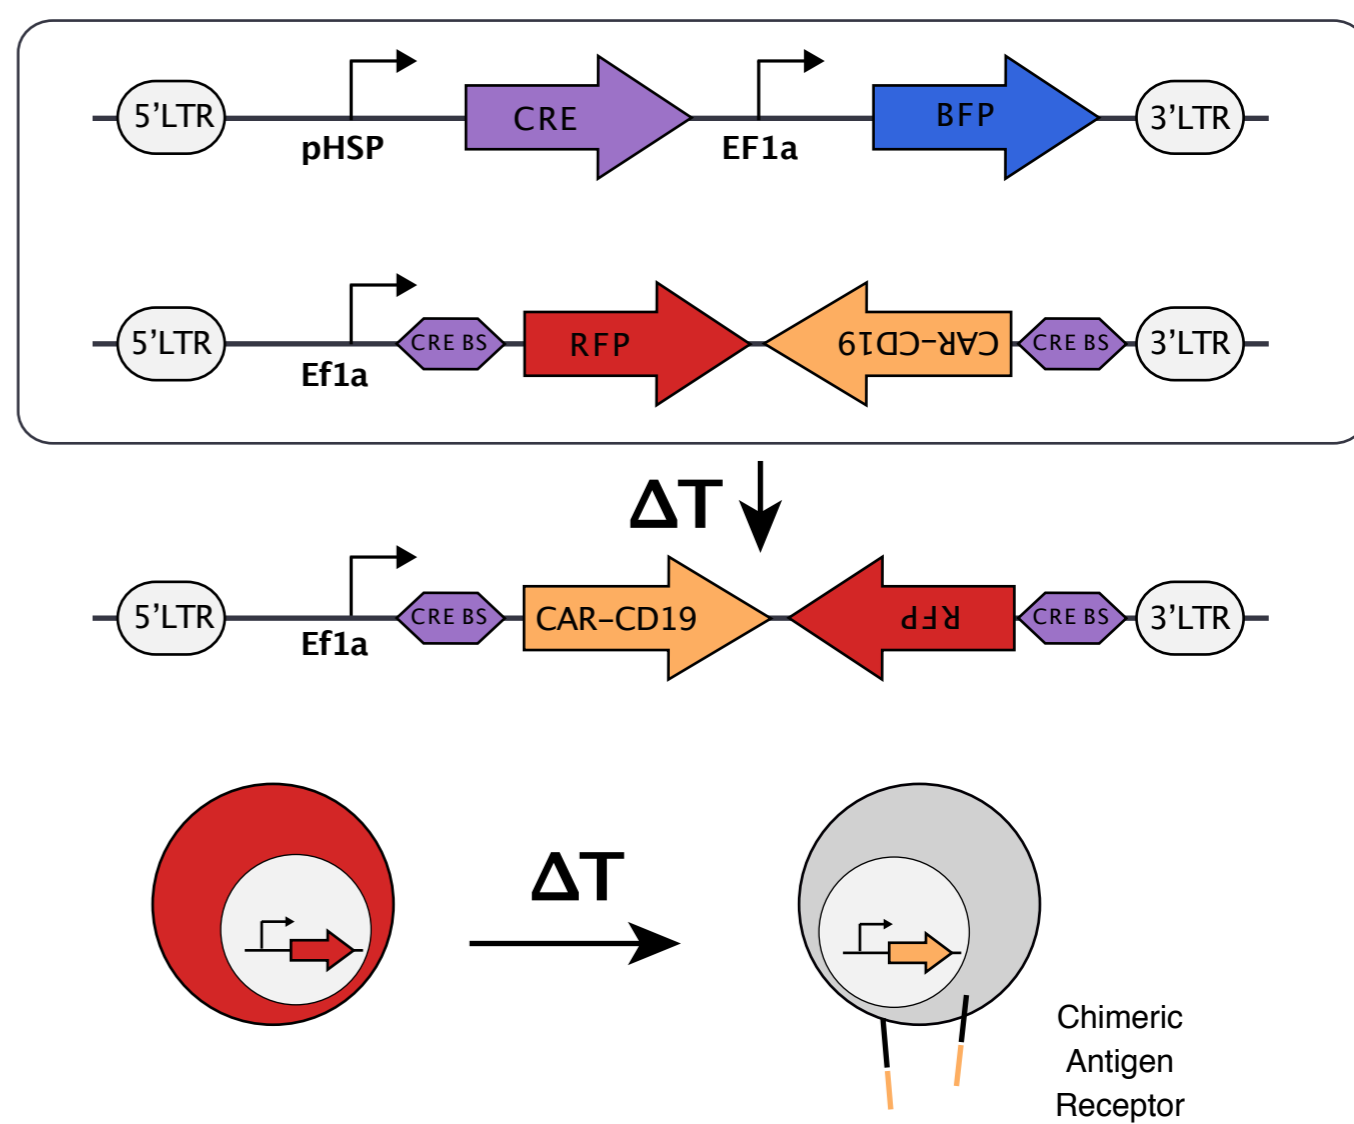 5'LTR pHSP CRE EF1a BFP 3'LTR
5'LTR Ef1a CRE BS RFP CAR-CD19 CRE BS 3'LTR
ΔT
5'LTR Ef1a CRE BS CAR-CD19 RFP CRE BS 3'LTR
ΔT
Chimeric
Antigen
Receptor